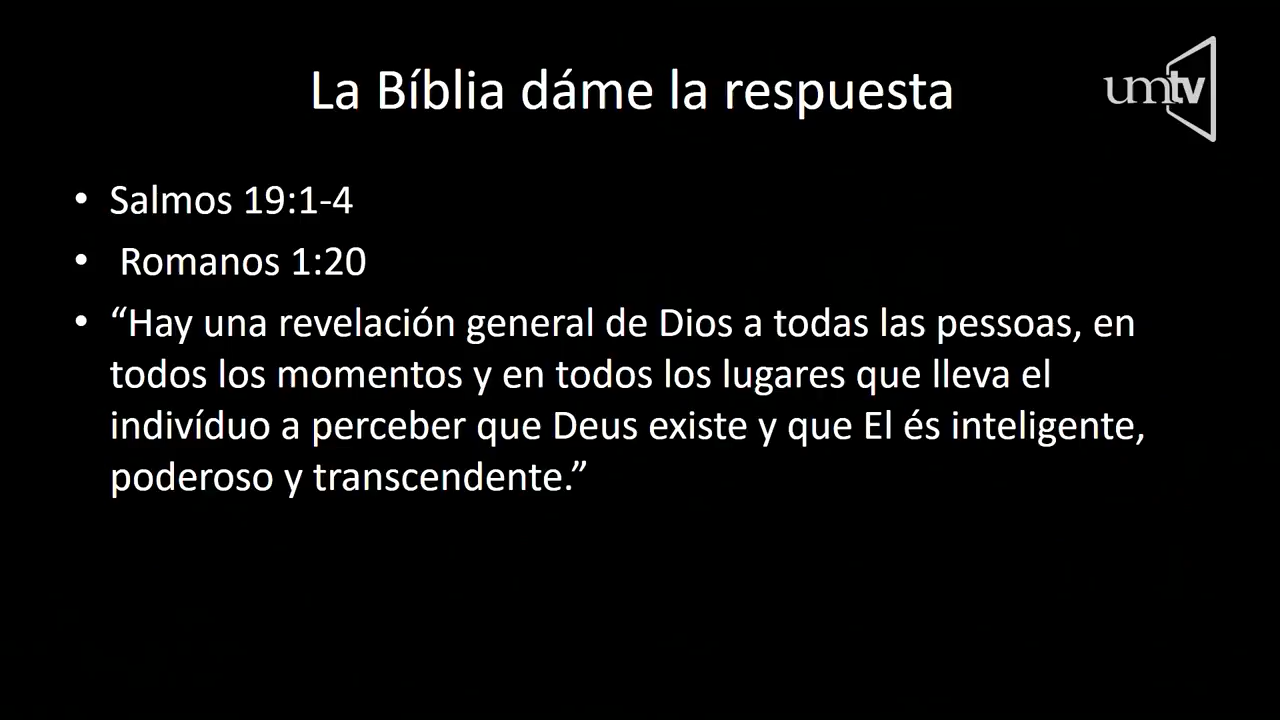 La Bíblia dáme la respuesta
umtv
• Salmos 19:1-4
• Romanos 1:20
• “Hay una revelación general de Dios a todas las pessoas, en
todos los momentos y en todos los lugares que lleva el
indivíduo a perceber que Deus existe y que El és inteligente,
poderoso y transcendente.”